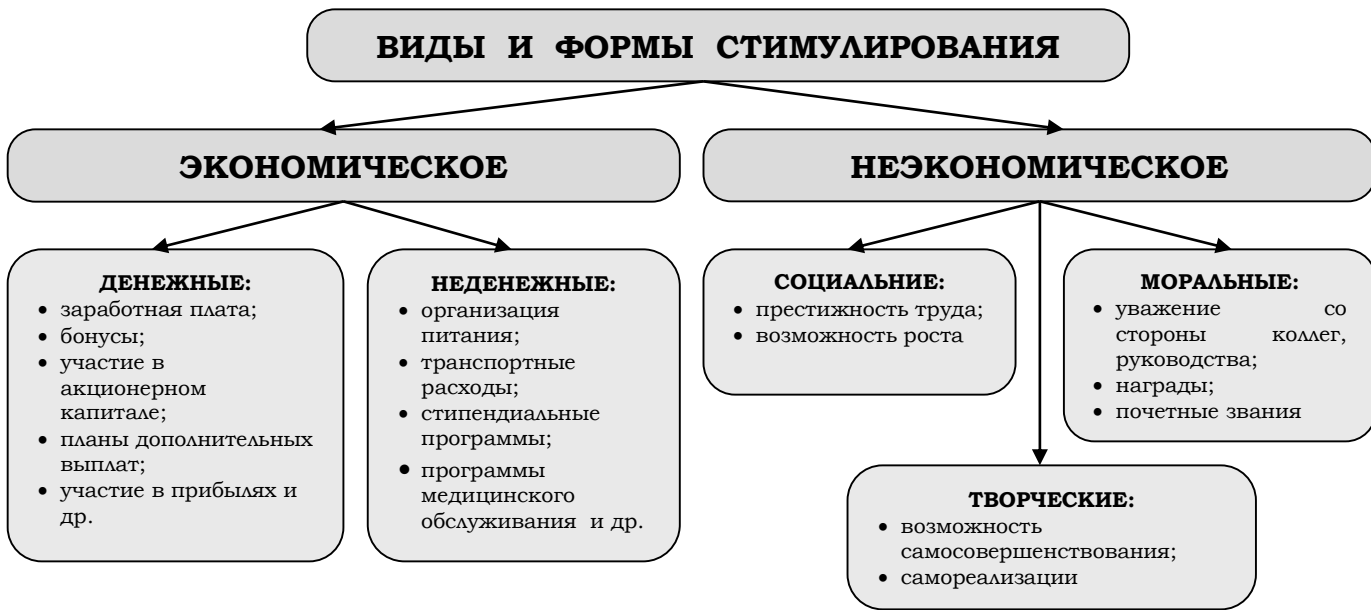 ВИДЫ И ФОРМЫ СТИМУЛИРОВАНИЯ
ЭКОНОМИЧЕСКОЕ
НЕЭКОНОМИЧЕСКОЕ
ДЕНЕЖНЫЕ:
• заработная плата;
• бонусы;
• участие в
акционерном
капитале;
• планы дополнительных
выплат;
• участие в прибылях и
др.
НЕДЕНЕЖНЫЕ:
• организация
питания;
• транспортные
расходы;
• стипендиальные
программы;
• программы
медицинского
обслуживания и др.
СОЦИАЛЬНИЕ:
• престижность труда;
• возможность роста
МОРАЛЬНЫЕ:
• уважение со
стороны коллег,
руководства;
• награды;
• почетные звания
ТВОРЧЕСКИЕ:
• возможность
самосовершенствования;
• самореализации